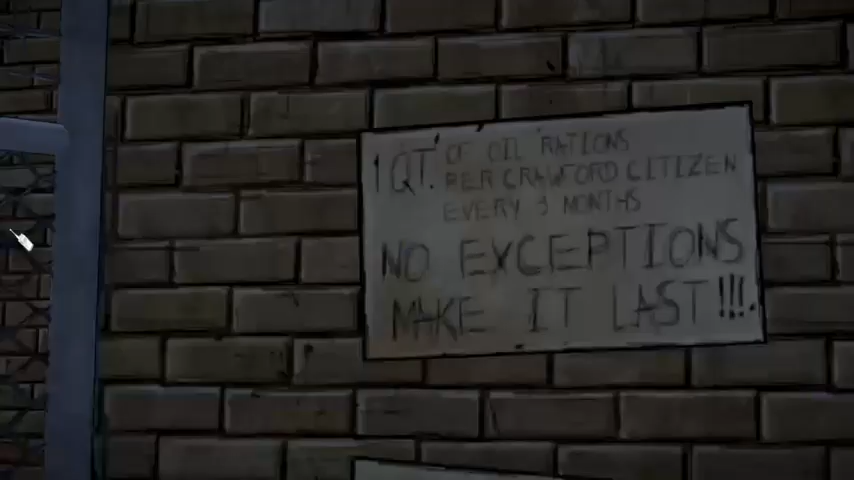 1 QT. OF OIL RATIONS
PER CRAWFORD CITIZEN
EVERY 3 MONTHS
NO EXCEPTIONS
MAKE IT LAST!!!